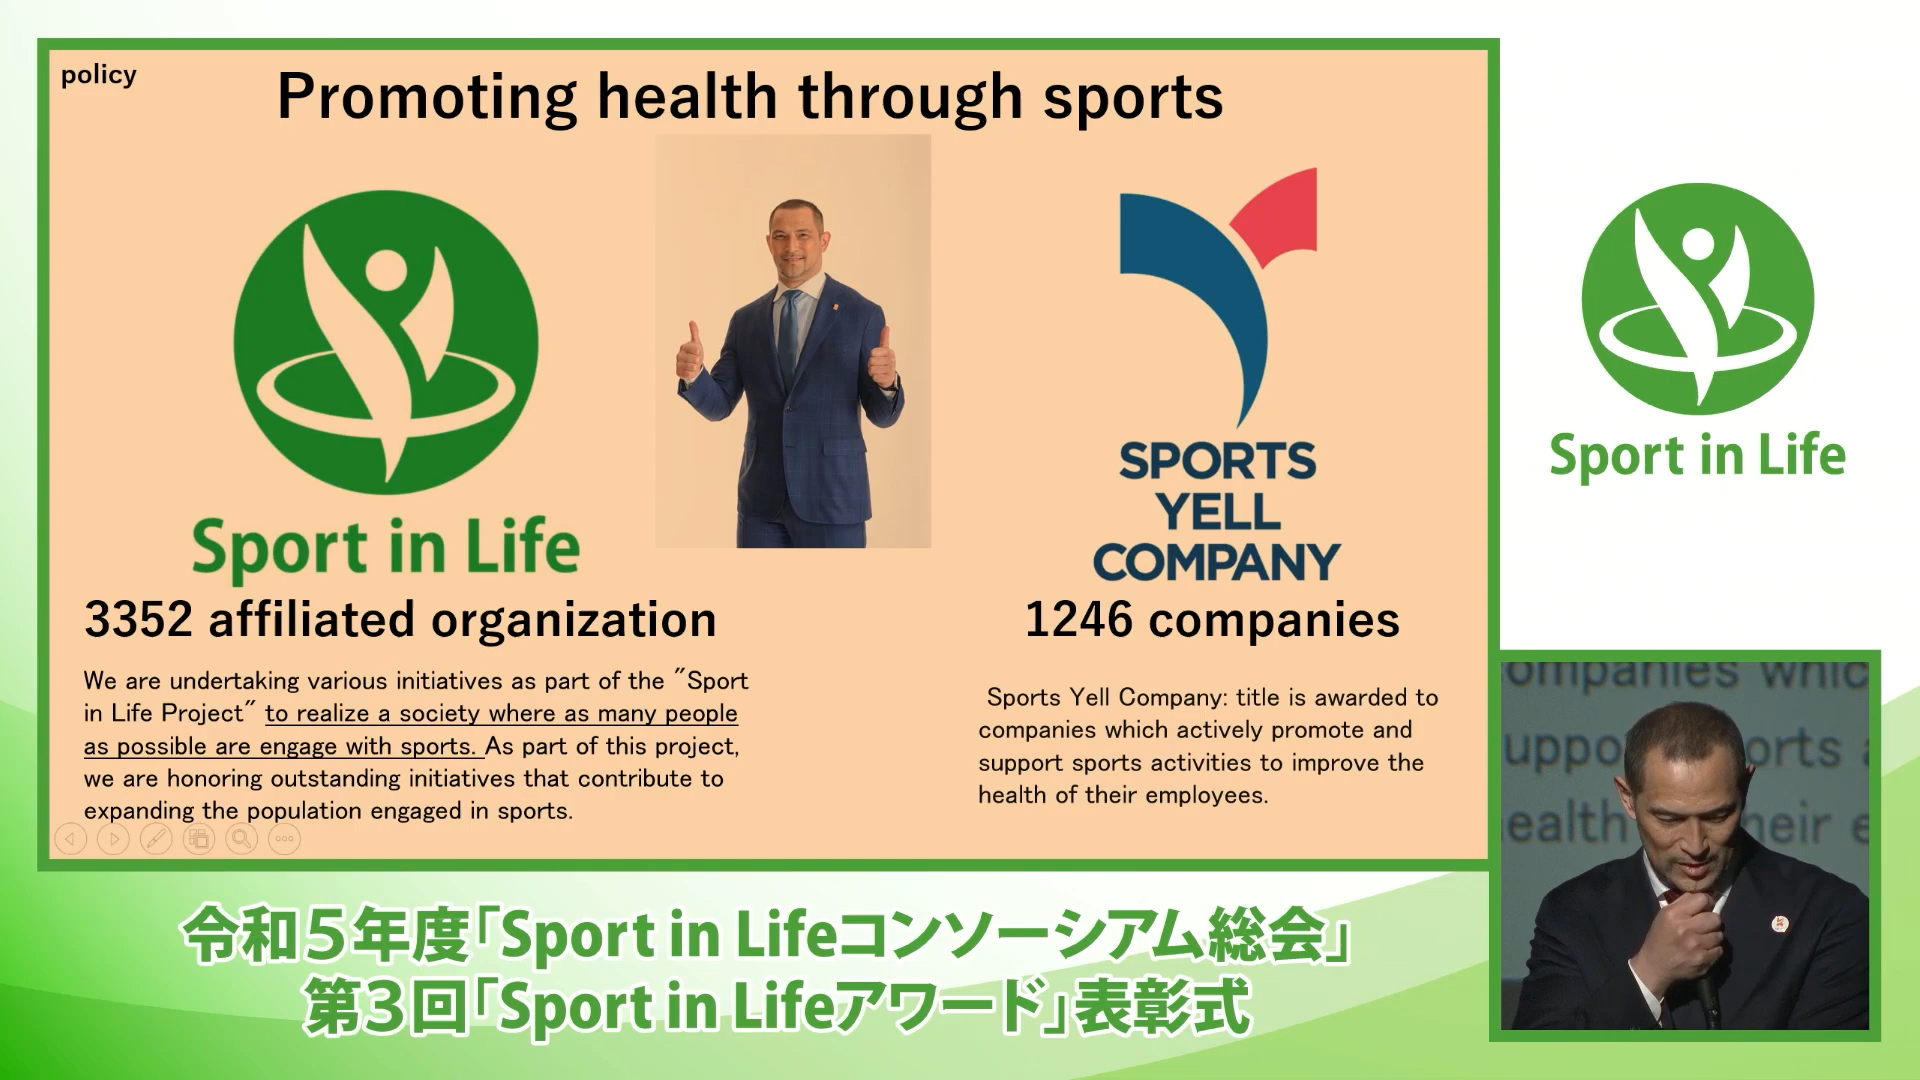 policy
Promoting health through sports
Sport in Life
3352 affiliated organization
We are undertaking various initiatives as part of the "Sport
in Life Project" to realize a society where as many people
as possible are engage with sports. As part of this project,
we are honoring outstanding initiatives that contribute to
expanding the population engaged in sports.
SPORTS
YELL
COMPANY
1246 companies
Sports Yell Company: title is awarded to
companies which actively promote and
support sports activities to improve the
health of their employees.
Sport in Life
ompanies whic
uppo orts a
ealth heir e
令和5年度「Sport in Lifeコンソーシアム総会」
第3回「Sport in Lifeアワード」表彰式